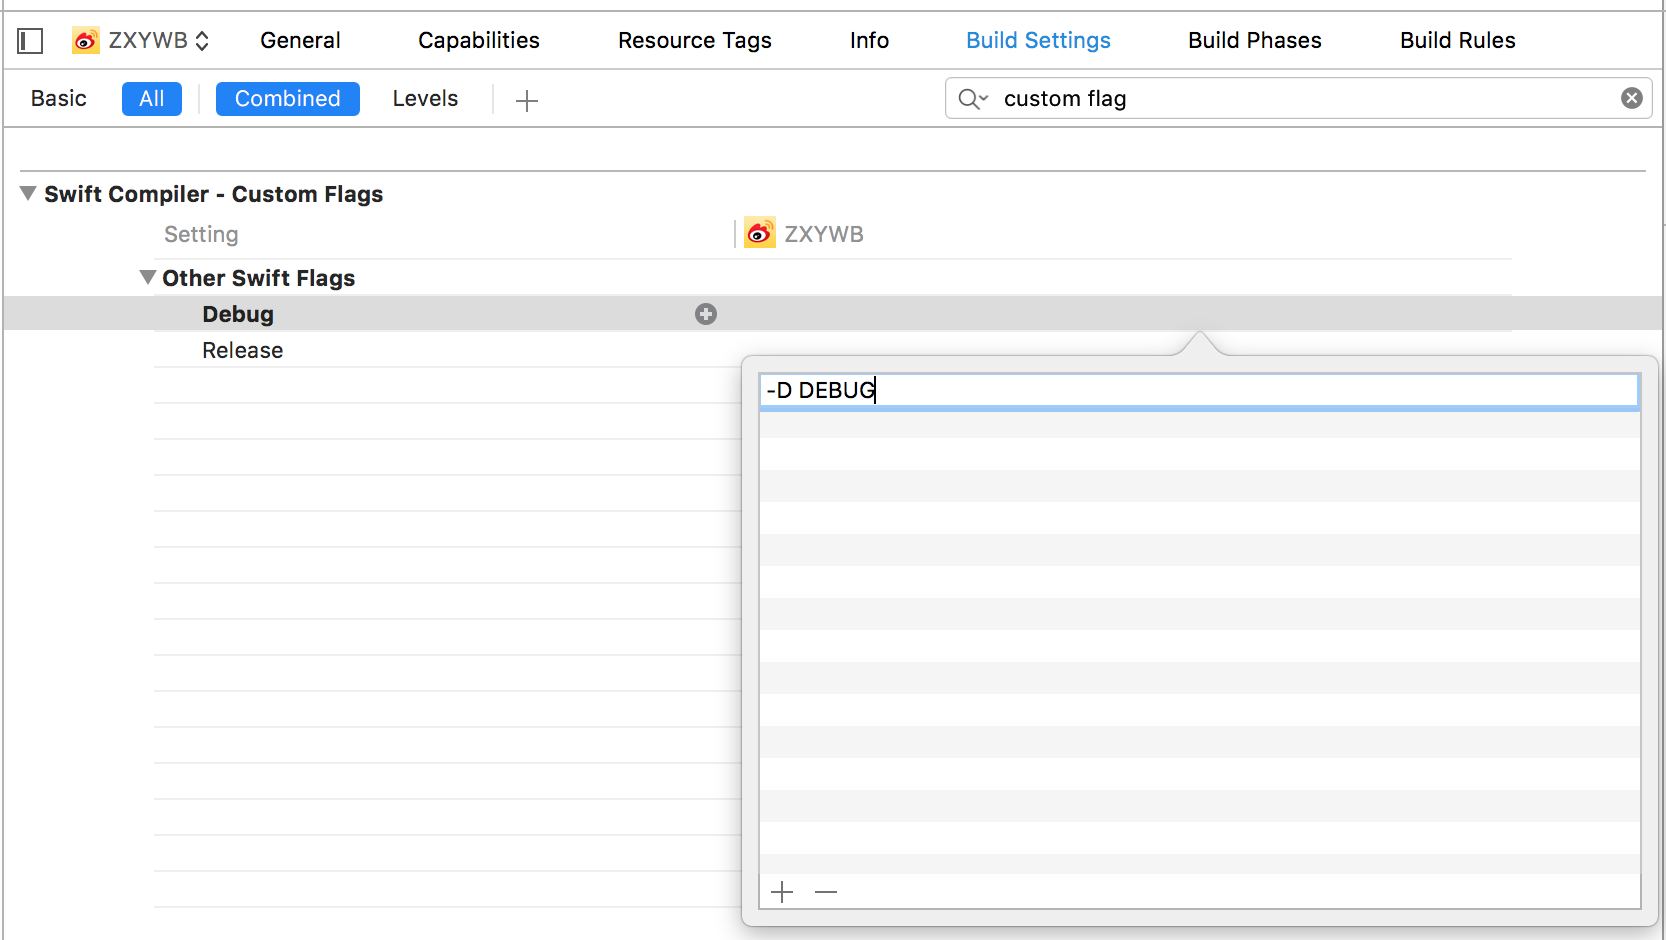 ZXYWB General Capabilities Resource Tags Info Build Settings Build Phases Build Rules
Basic All Combined Levels custom flag
Swift Compiler - Custom Flags
Setting ZXYWB
Other Swift Flags
Debug
Release
-D DEBUG